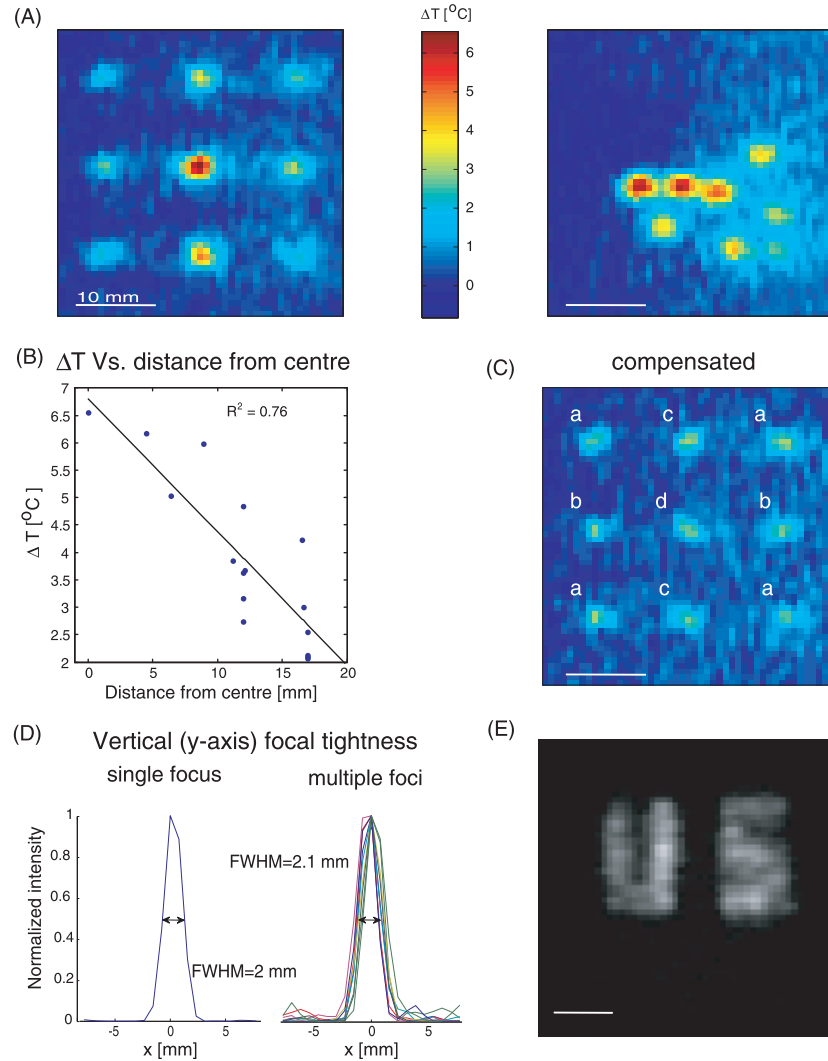 (A)
ΔT [°C]
6
5
4
3
2
1
0
10 mm
(B) ΔT Vs. distance from centre
R² = 0.76
7
6.5
6
5.5
5
4.5
4
3.5
3
2.5
2
Δ T [°C]
0 5 10 15 20
Distance from centre [mm]
(C) compensated
a c a
b d b
a c a
(D) Vertical (y-axis) focal tightness
single focus multiple foci
1
0.8
0.6
0.4
0.2
0
Normalized intensity
FWHM=2.1 mm
FWHM=2 mm
-5 0 5
x [mm]
-5 0 5
x [mm]
(E)
US